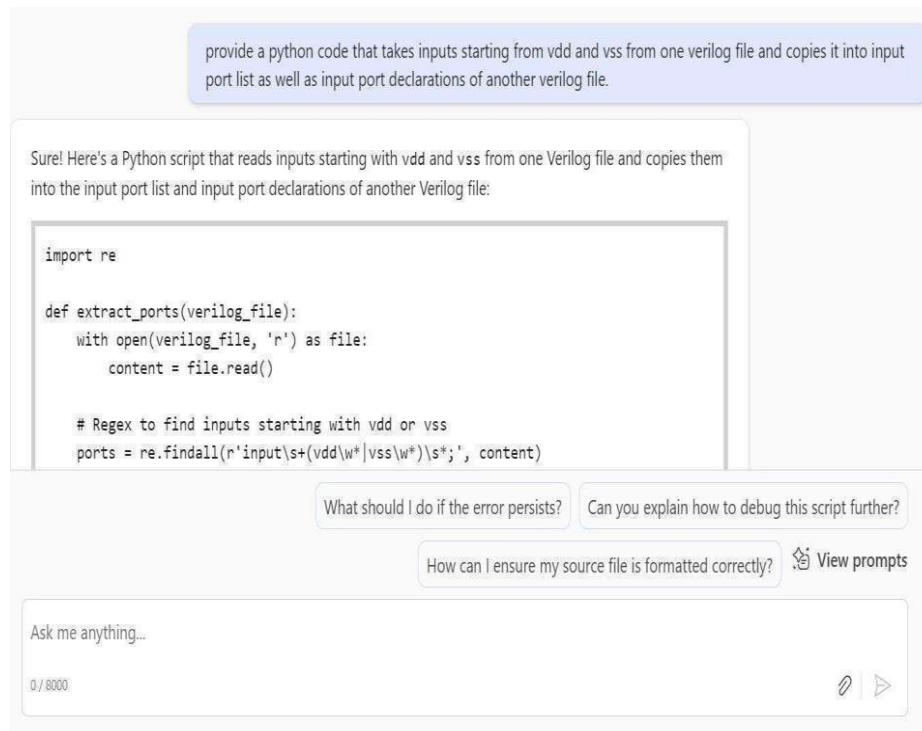 provide a python code that takes inputs starting from vdd and vss from one verilog file and copies it into input
port list as well as input port declarations of another verilog file.
Sure! Here's a Python script that reads inputs starting with vdd and vss from one Verilog file and copies them
into the input port list and input port declarations of another Verilog file:
import re
def extract_ports(verilog_file):
    with open(verilog_file, 'r') as file:
        content = file.read()
    # Regex to find inputs starting with vdd or vss
    ports = re.findall(r'input\s+(vdd\w*|vss\w*)\s*;', content)
What should I do if the error persists?
Can you explain how to debug this script further?
How can I ensure my source file is formatted correctly?
View prompts
Ask me anything...
0 / 8000